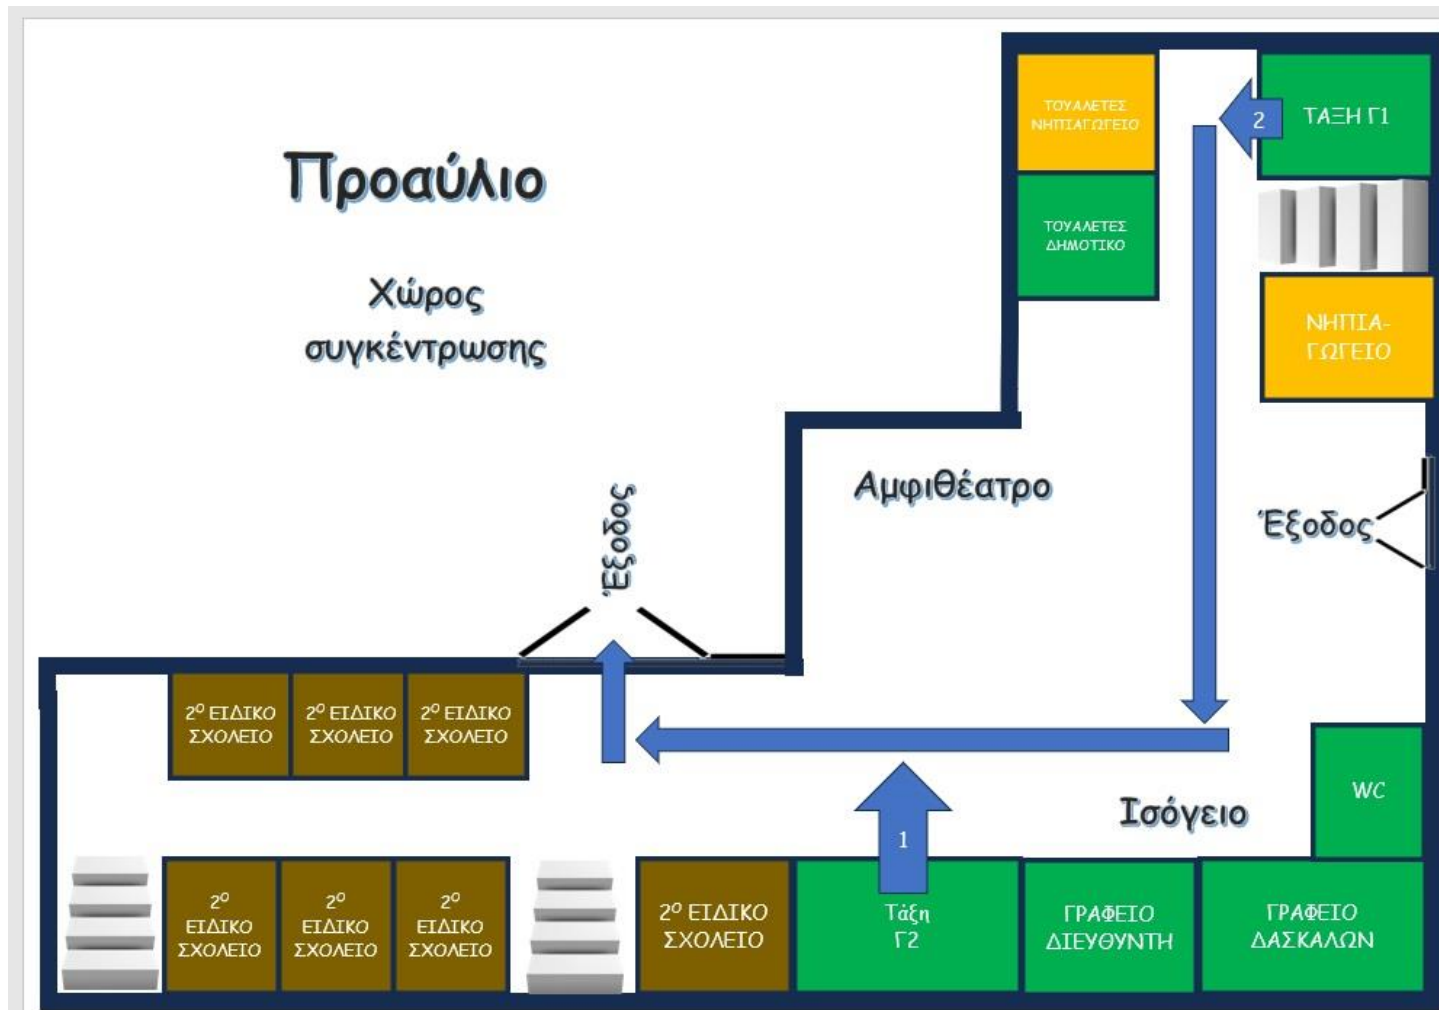 ΤΟΥΑΛΕΤΕΣ
ΝΗΠΙΑΓΩΓΕΙΟ
2
ΤΑΞΗ Γ1
Προαύλιο
ΤΟΥΑΛΕΤΕΣ
ΔΗΜΟΤΙΚΟ
Χώρος
συγκέντρωσης
ΝΗΠΙΑ-
ΓΩΓΕΙΟ
Αμφιθέατρο
Έξοδος
Έξοδος
2Ο ΕΙΔΙΚΟ
ΣΧΟΛΕΙΟ
2Ο ΕΙΔΙΚΟ
ΣΧΟΛΕΙΟ
2Ο ΕΙΔΙΚΟ
ΣΧΟΛΕΙΟ
WC
Ισόγειο
1
2Ο
ΕΙΔΙΚΟ
ΣΧΟΛΕΙΟ
2Ο
ΕΙΔΙΚΟ
ΣΧΟΛΕΙΟ
2Ο
ΕΙΔΙΚΟ
ΣΧΟΛΕΙΟ
2Ο ΕΙΔΙΚΟ
ΣΧΟΛΕΙΟ
Τάξη
Γ2
ΓΡΑΦΕΙΟ
ΔΙΕΥΘΥΝΤΗ
ΓΡΑΦΕΙΟ
ΔΑΣΚΑΛΩΝ